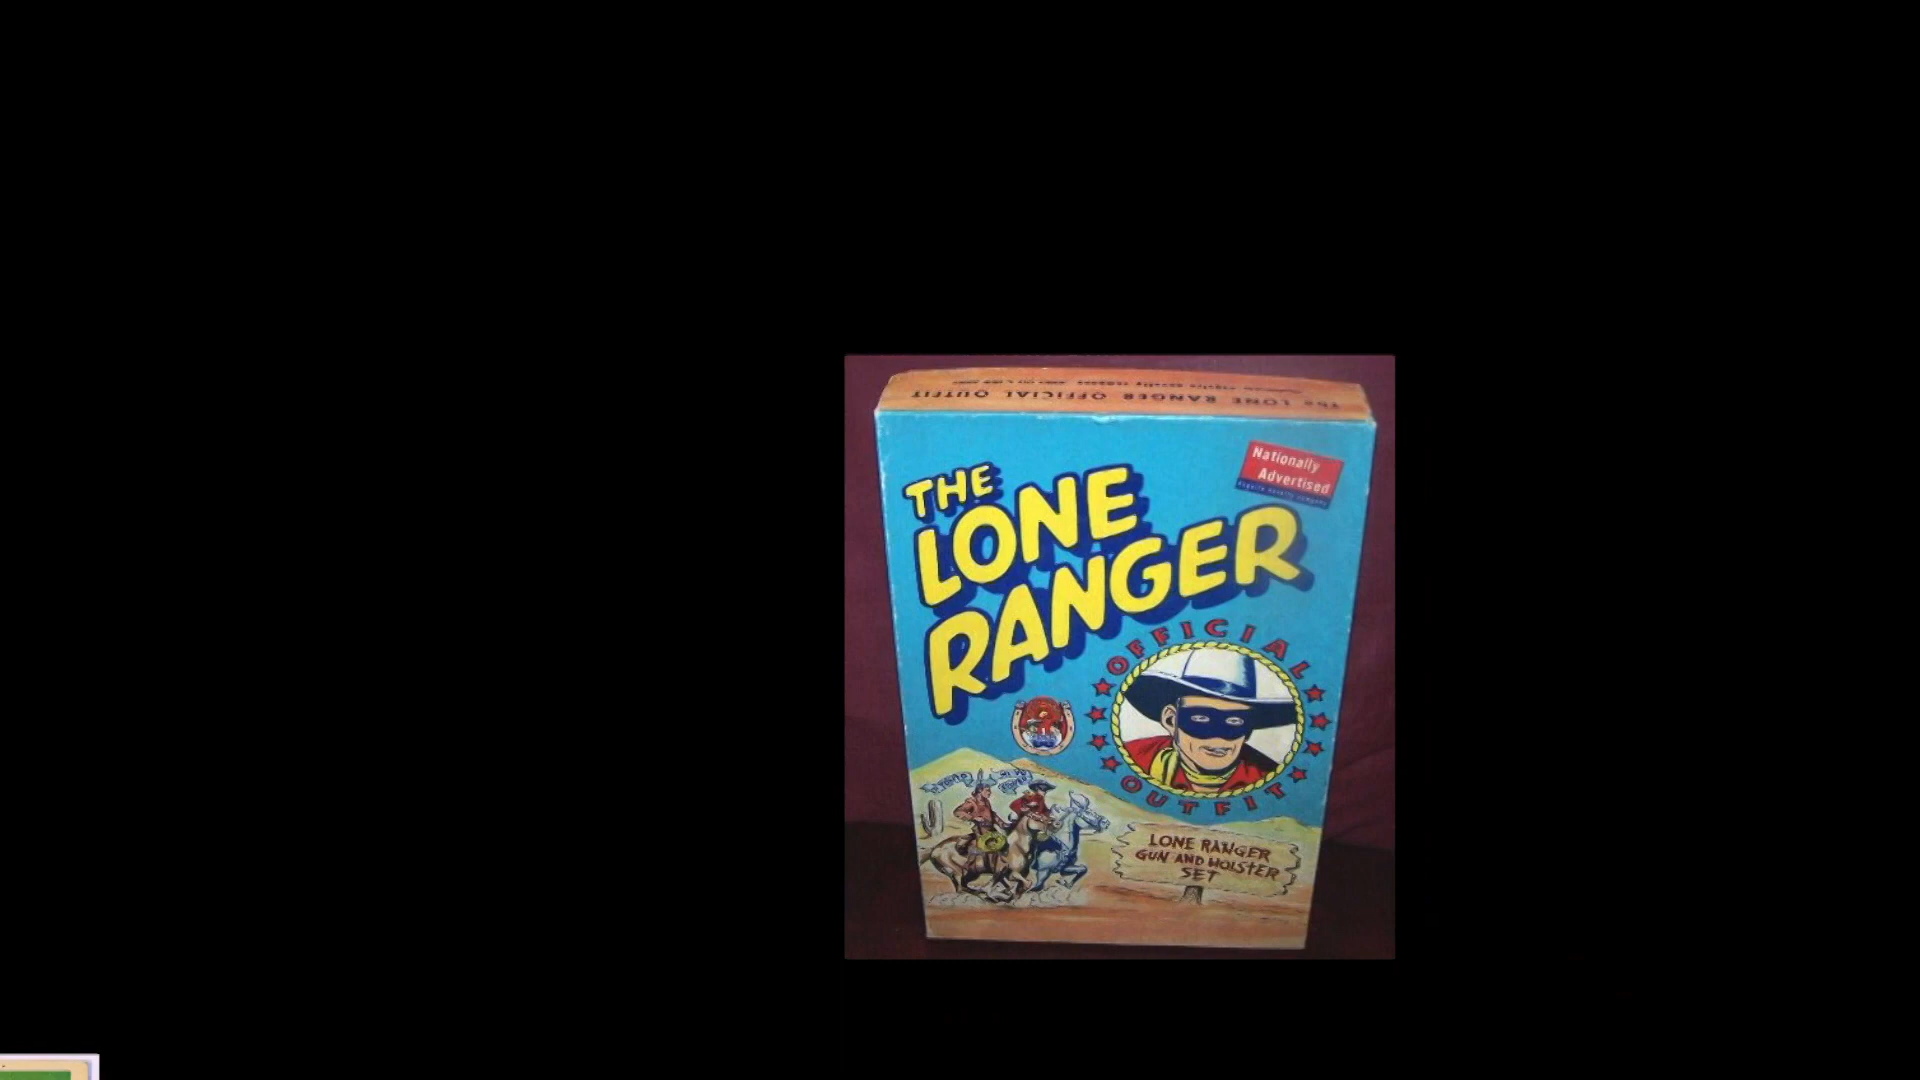 The LONE RANGER OFFICIAL OUTFIT
Nationally
Advertised
THE
LONE
RANGER
OFFICIAL
OUTFIT
LONE RANGER
GUN AND HOLSTER
SET